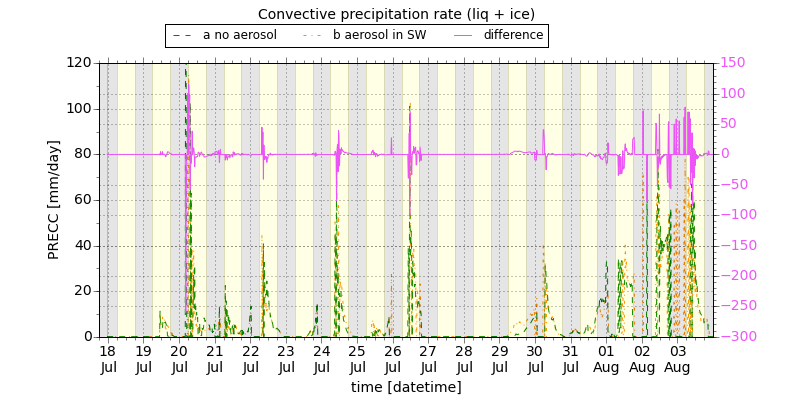 Convective precipitation rate (liq + ice)
a no aerosol b aerosol in SW difference
PRECC [mm/day]
120
100
80
60
40
20
0
150
100
50
0
−50
−100
−150
−200
−250
−300
18 19 20 21 22 23 24 25 26 27 28 29 30 31 01 02 03
Jul Jul Jul Jul Jul Jul Jul Jul Jul Jul Jul Jul Jul Jul Aug Aug Aug
time [datetime]